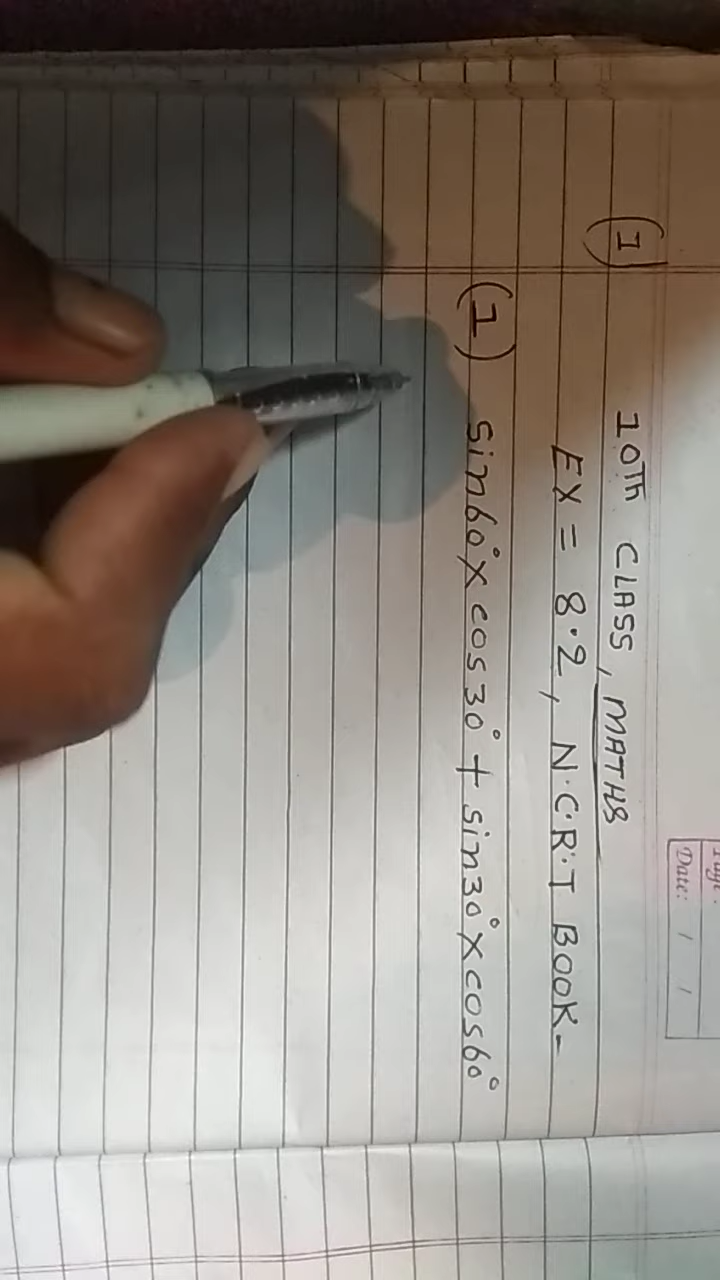 Date: / /
(1) 10Th CLASS, MATHS
EX = 8.2, N.C.R.T BOOK-
(1) sin60° × cos30° + sin30° × cos60°